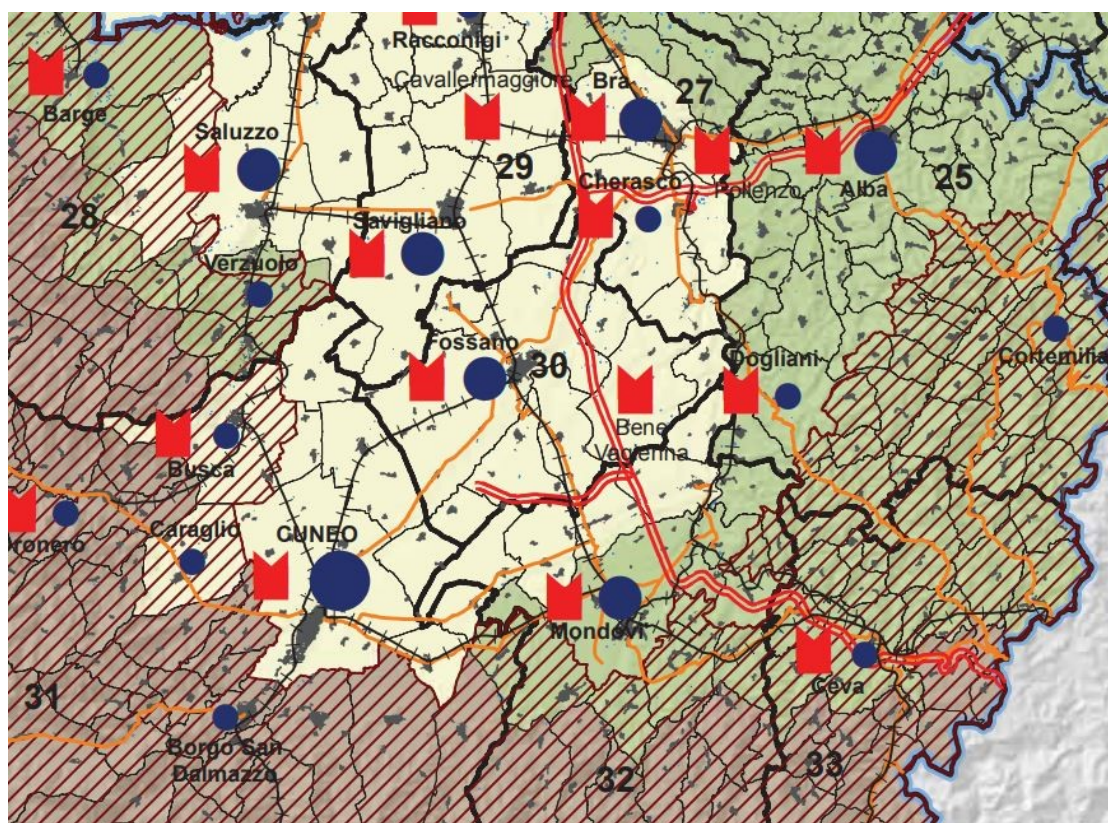 Racconigi
Cavallermaggiore
Bra
27
Barge
Saluzzo
29
Cherasco
Pollenzo
Alba
25
28
Savigliano
Verzuolo
Fossano
30
Dogliani
Cortemilia
Bene
Vagienna
Busca
Caraglio
CUNEO
ronero
Mondovì
Ceva
31
Borgo San
Dalmazzo
32
33